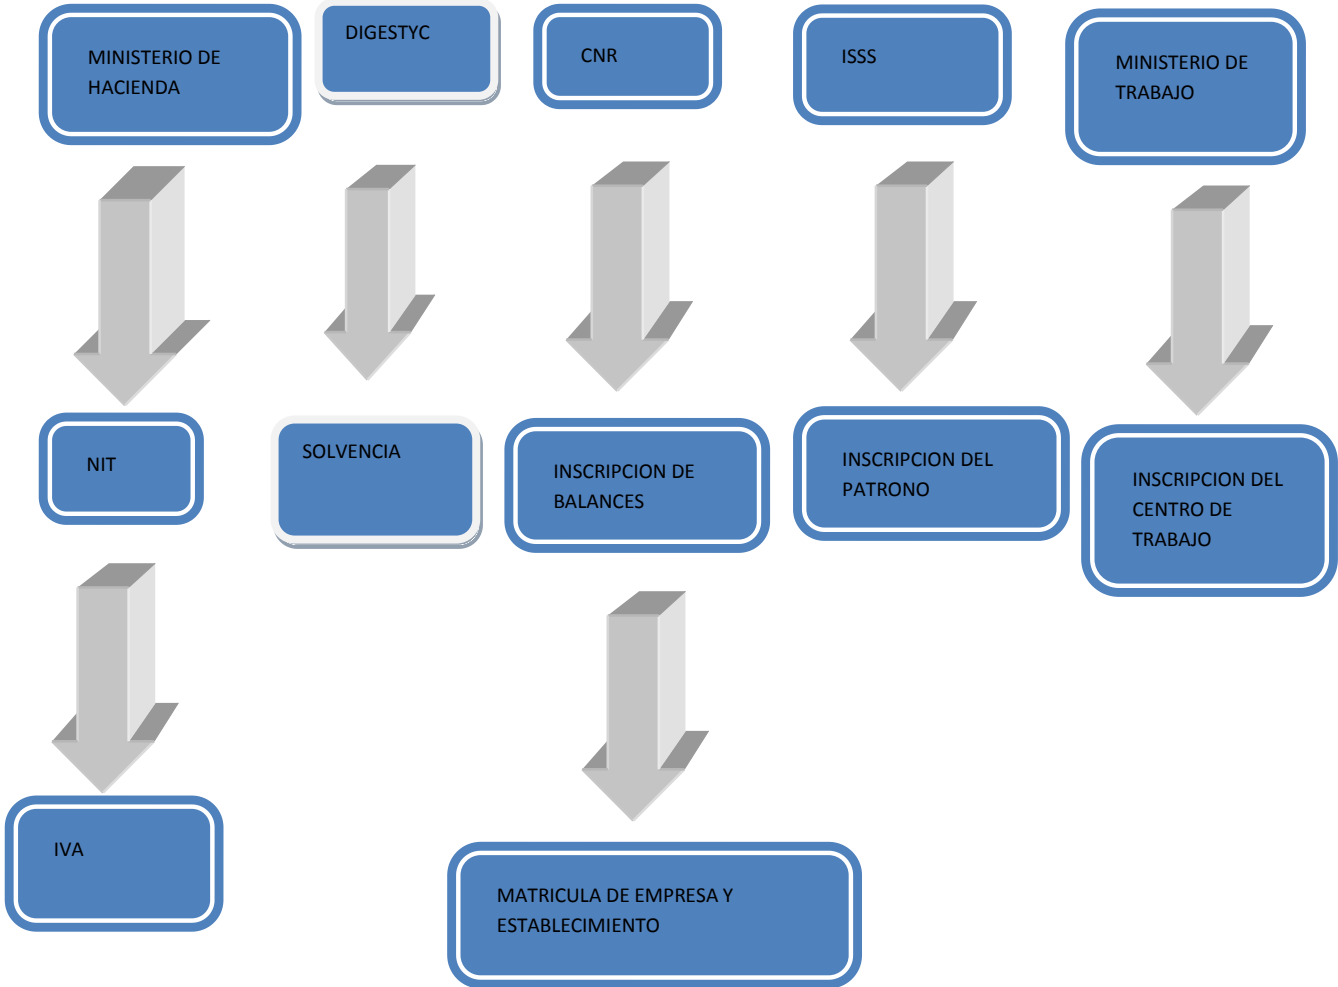 MINISTERIO DE
HACIENDA
DIGESTYC
CNR
ISSS
MINISTERIO DE
TRABAJO
NIT
SOLVENCIA
INSCRIPCION DE
BALANCES
INSCRIPCION DEL
PATRONO
INSCRIPCION DEL
CENTRO DE
TRABAJO
IVA
MATRICULA DE EMPRESA Y
ESTABLECIMIENTO